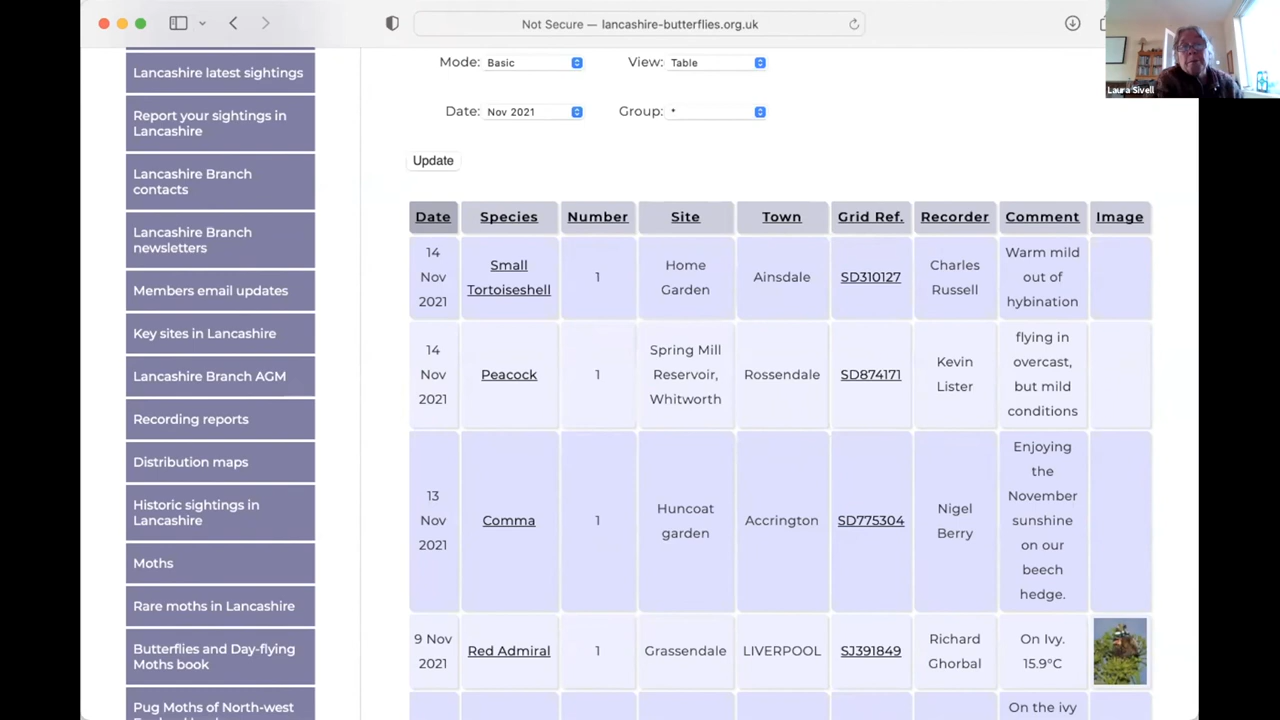 Not Secure — lancashire-butterflies.org.uk
Laura Sivell
Lancashire latest sightings
Report your sightings in
Lancashire
Lancashire Branch
contacts
Lancashire Branch
newsletters
Members email updates
Key sites in Lancashire
Lancashire Branch AGM
Recording reports
Distribution maps
Historic sightings in
Lancashire
Moths
Rare moths in Lancashire
Butterflies and Day-flying
Moths book
Pug Moths of North-west
Mode: Basic View: Table
Date: Nov 2021 Group: *
Update
Date Species Number Site Town Grid Ref. Recorder Comment Image
14
Nov
2021
Small
Tortoiseshell
1
Home
Garden
Ainsdale
SD310127
Charles
Russell
Warm mild
out of
hybination
14
Nov
2021
Peacock
1
Spring Mill
Reservoir,
Whitworth
Rossendale
SD874171
Kevin
Lister
flying in
overcast,
but mild
conditions
13
Nov
2021
Comma
1
Huncoat
garden
Accrington
SD775304
Nigel
Berry
Enjoying
the
November
sunshine
on our
beech
hedge.
9 Nov
2021
Red Admiral
1
Grassendale
LIVERPOOL
SJ391849
Richard
Ghorbal
On Ivy.
15.9°C
On the ivy